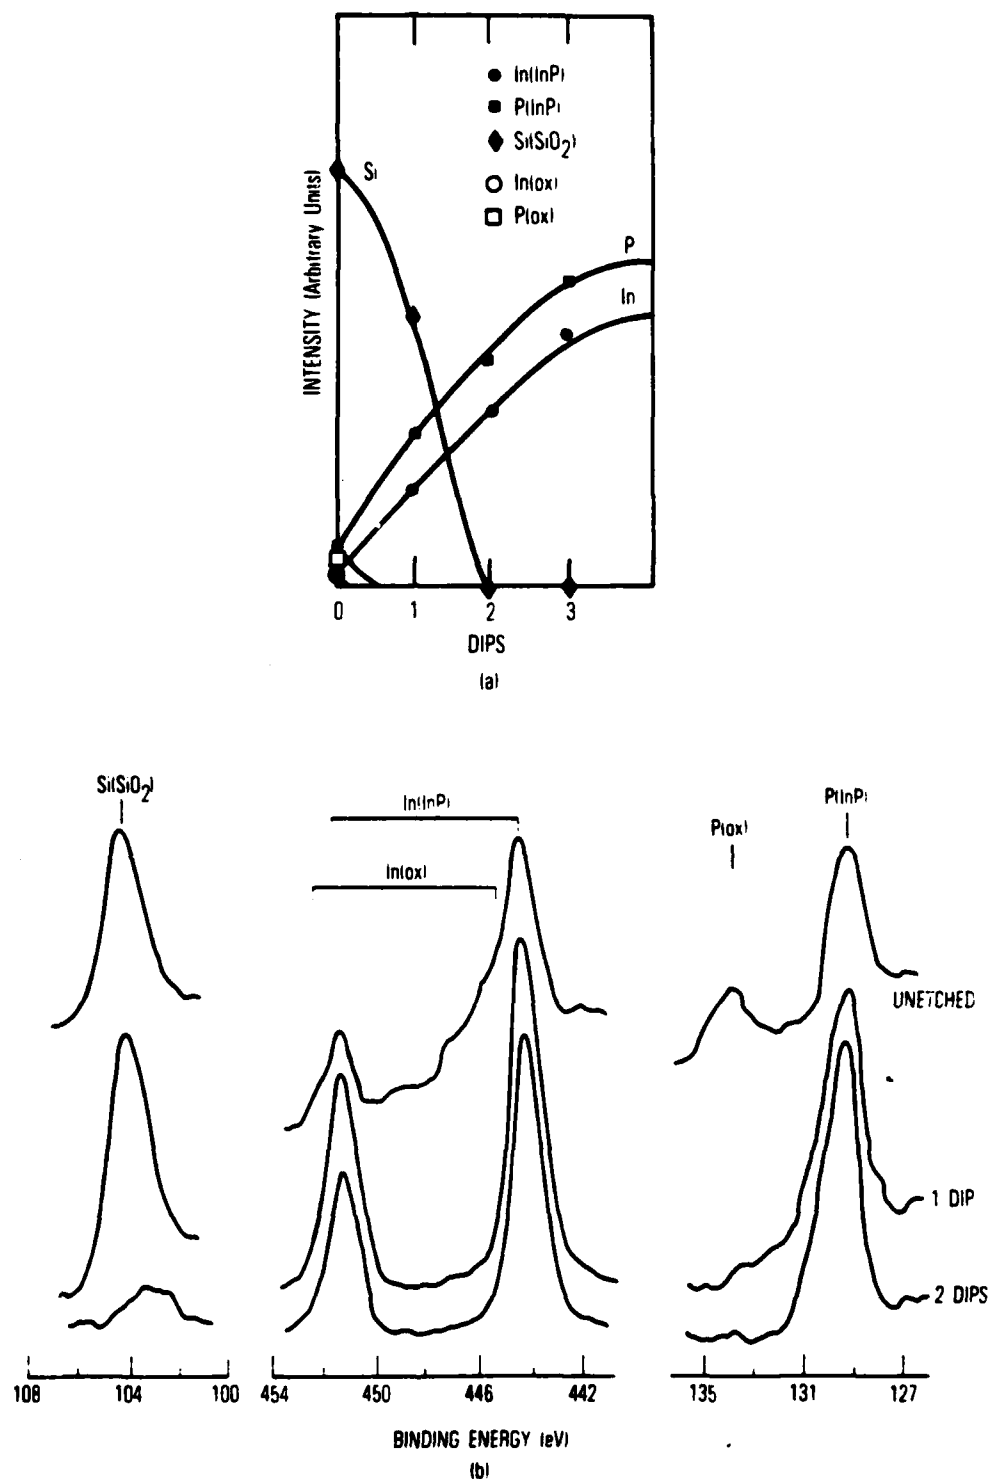 In(InP)
P(InP)
Si(SiO2)
In(ox)
P(ox)
Si
P
In
INTENSITY (Arbitrary Units)
0 1 2 3
DIPS
(a)
Si(SiO2)
In(InP)
In(ox)
P(ox)
P(InP)
UNETCHED
1 DIP
2 DIPS
108 104 100 454 450 446 442 135 131 127
BINDING ENERGY (eV)
(b)